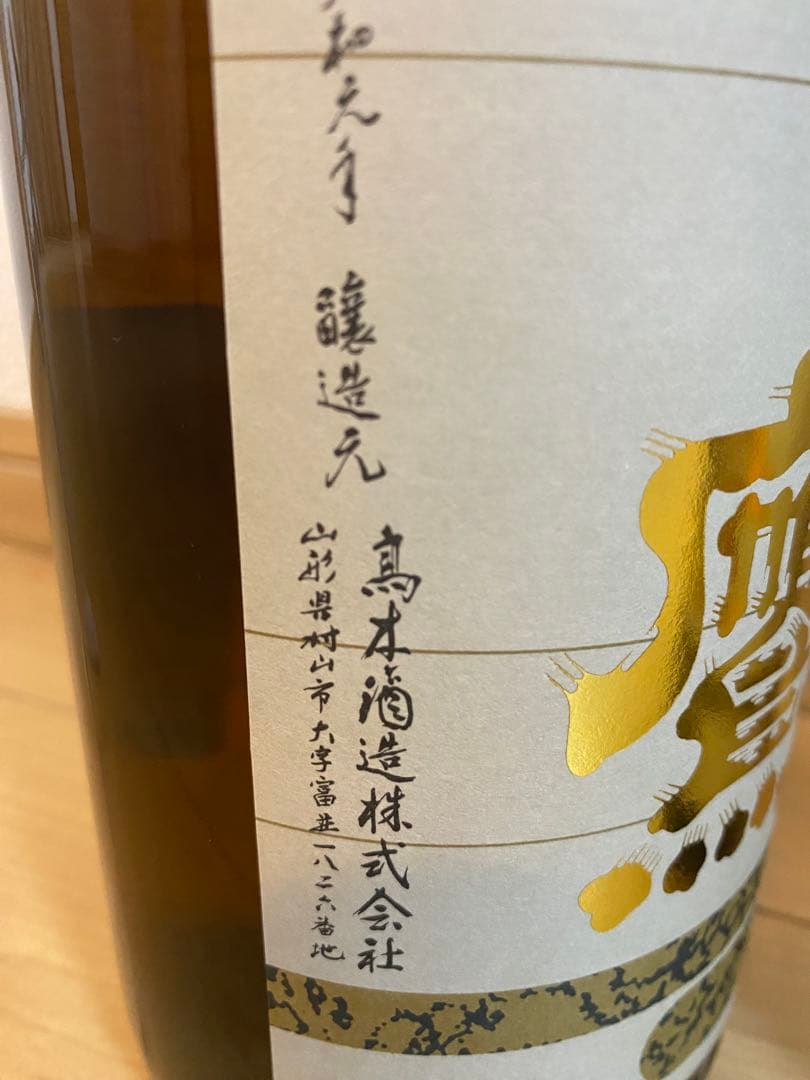 鷹
和元年 醸造元
高木酒造株式会社
山形県村山市大字富並一八二六番地